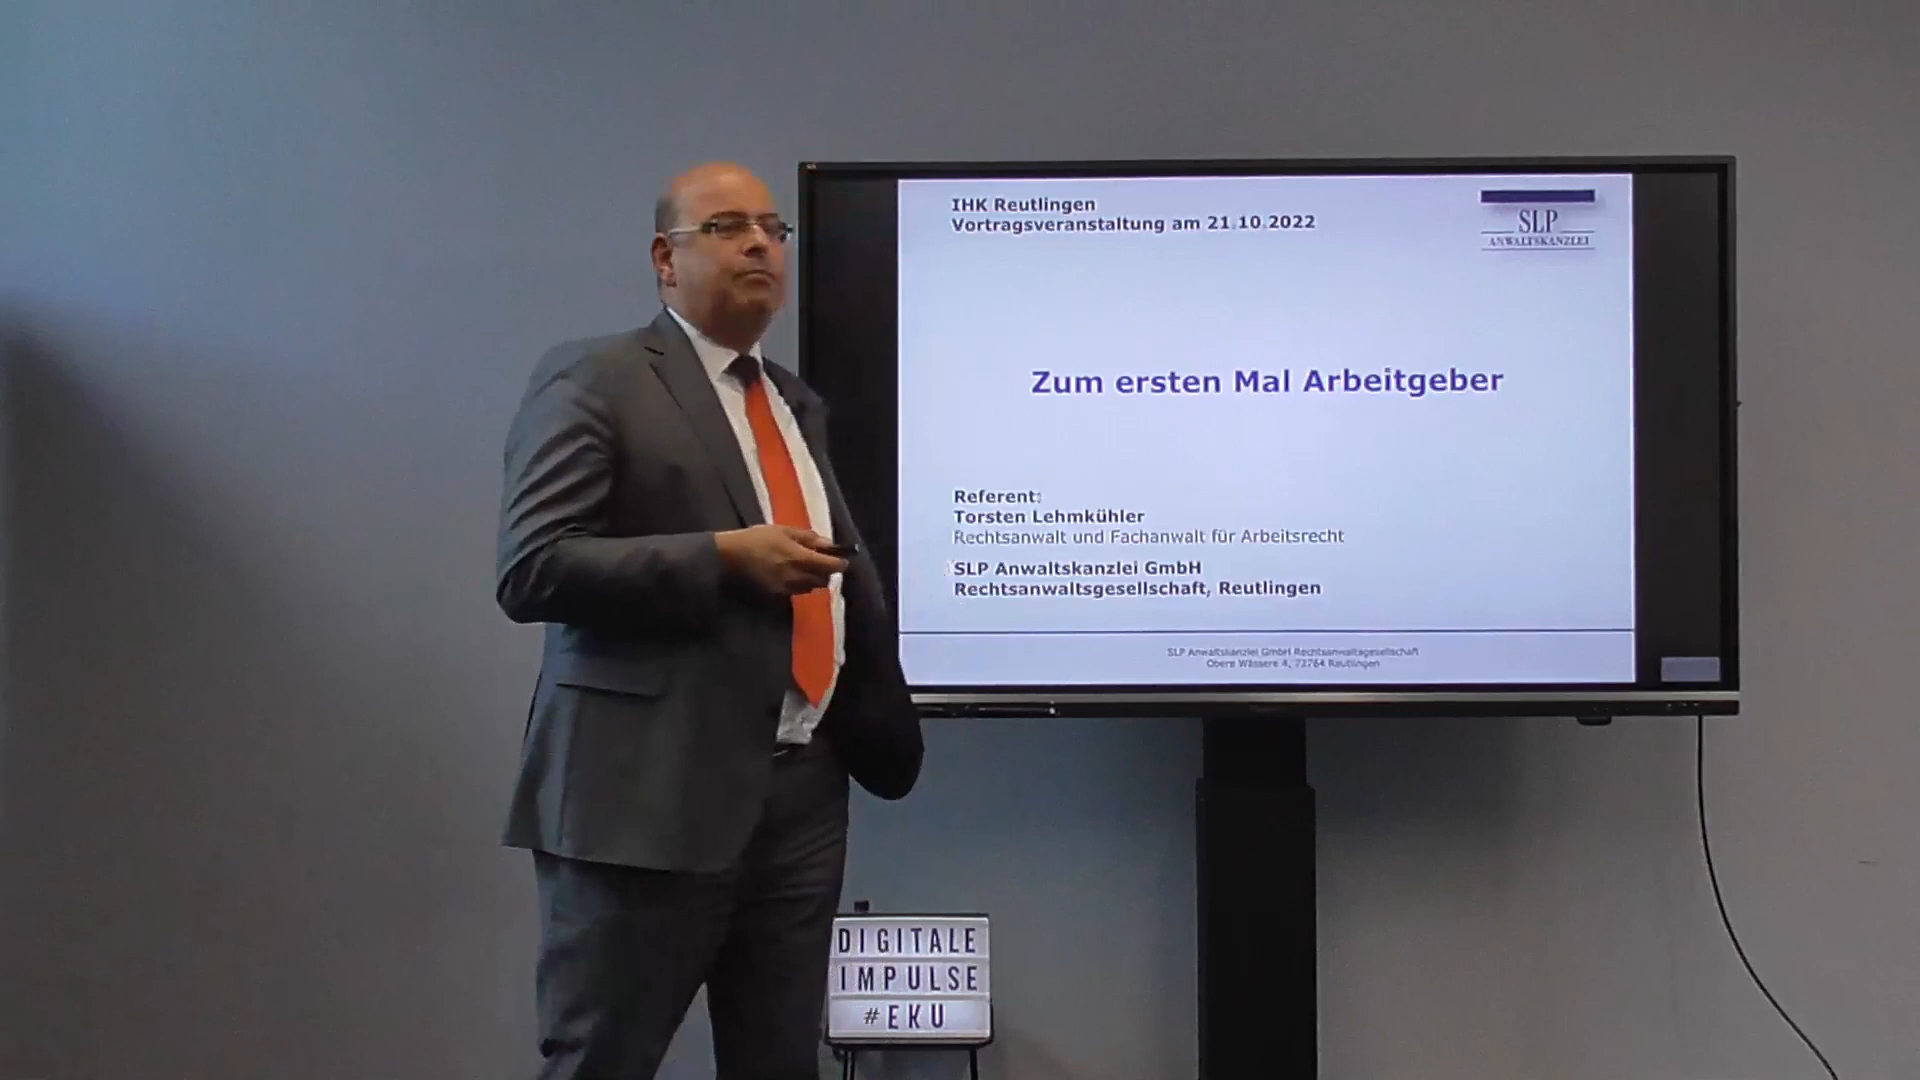 IHK Reutlingen
Vortragsveranstaltung am 21.10.2022
SLP
ANWALTSKANZLEI
Zum ersten Mal Arbeitgeber
Referent:
Torsten Lehmkühler
Rechtsanwalt und Fachanwalt für Arbeitsrecht
SLP Anwaltskanzlei GmbH
Rechtsanwaltsgesellschaft, Reutlingen
SLP Anwaltskanzlei GmbH Rechtsanwaltsgesellschaft
Obere Wässere 4, 72764 Reutlingen
DIGITALE
IMPULSE
#EKU